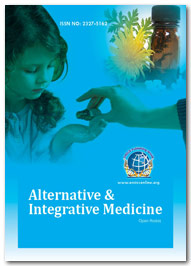 ISSN NO: 2327-5162
www.omicsonline.org
Alternative &
Integrative Medicine
Open Access